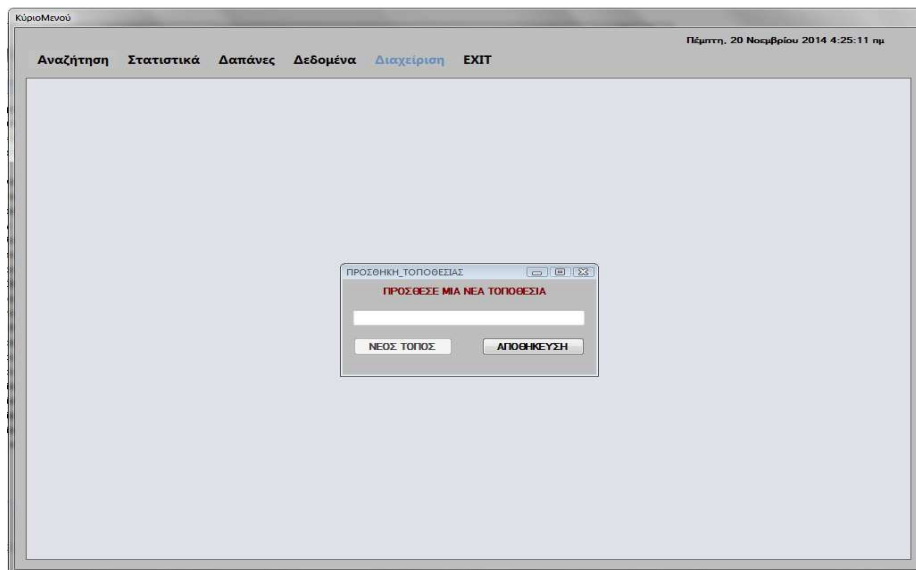 ΚύριοΜενού
Πέμπτη, 20 Νοεμβρίου 2014 4:25:11 πμ
Αναζήτηση Στατιστικά Δαπάνες Δεδομένα Διαχείριση EXIT
ΠΡΟΣΘΗΚΗ_ΤΟΠΟΘΕΣΙΑΣ
ΠΡΟΣΘΕΣΕ ΜΙΑ ΝΕΑ ΤΟΠΟΘΕΣΙΑ
ΝΕΟΣ ΤΟΠΟΣ ΑΠΟΘΗΚΕΥΣΗ